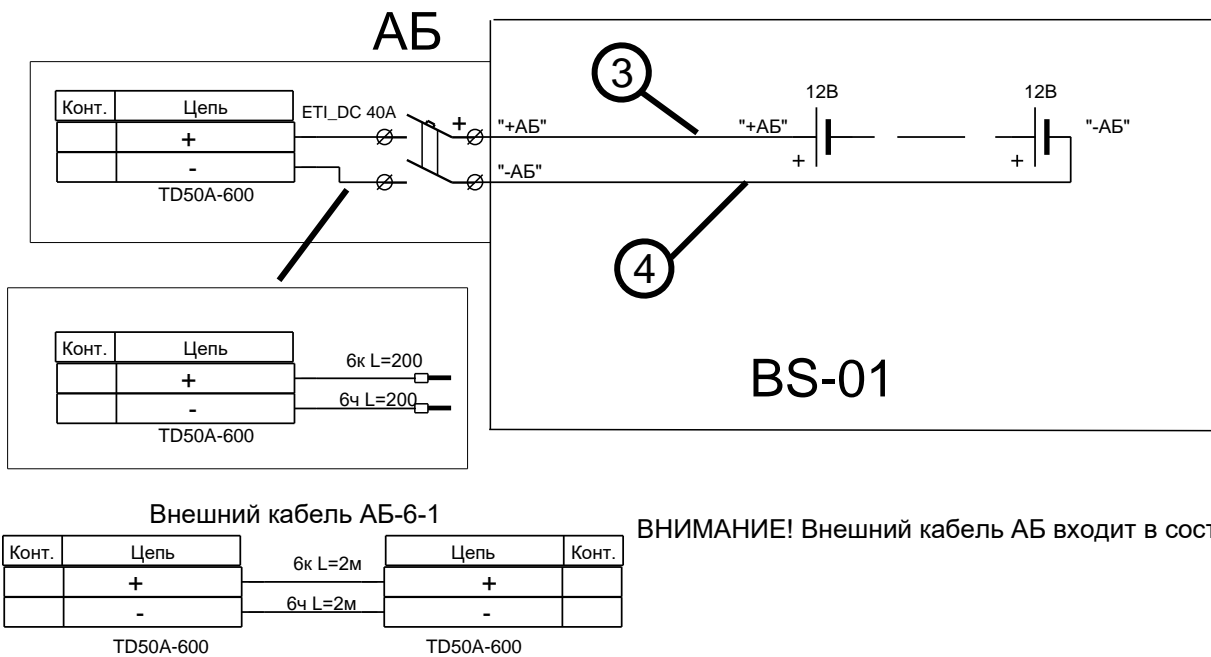 АБ
Конт. Цепь
+
-
TD50A-600
ETI_DC 40A
+
"+АБ"
"-АБ"
3
"+АБ"
12В
+
12В
+
"-АБ"
4
BS-01
Конт. Цепь
+
-
TD50A-600
6к L=200
6ч L=200
Внешний кабель АБ-6-1
Конт. Цепь
+
-
TD50A-600
6к L=2м
6ч L=2м
Цепь Конт.
+
-
TD50A-600
ВНИМАНИЕ! Внешний кабель АБ входит в сост